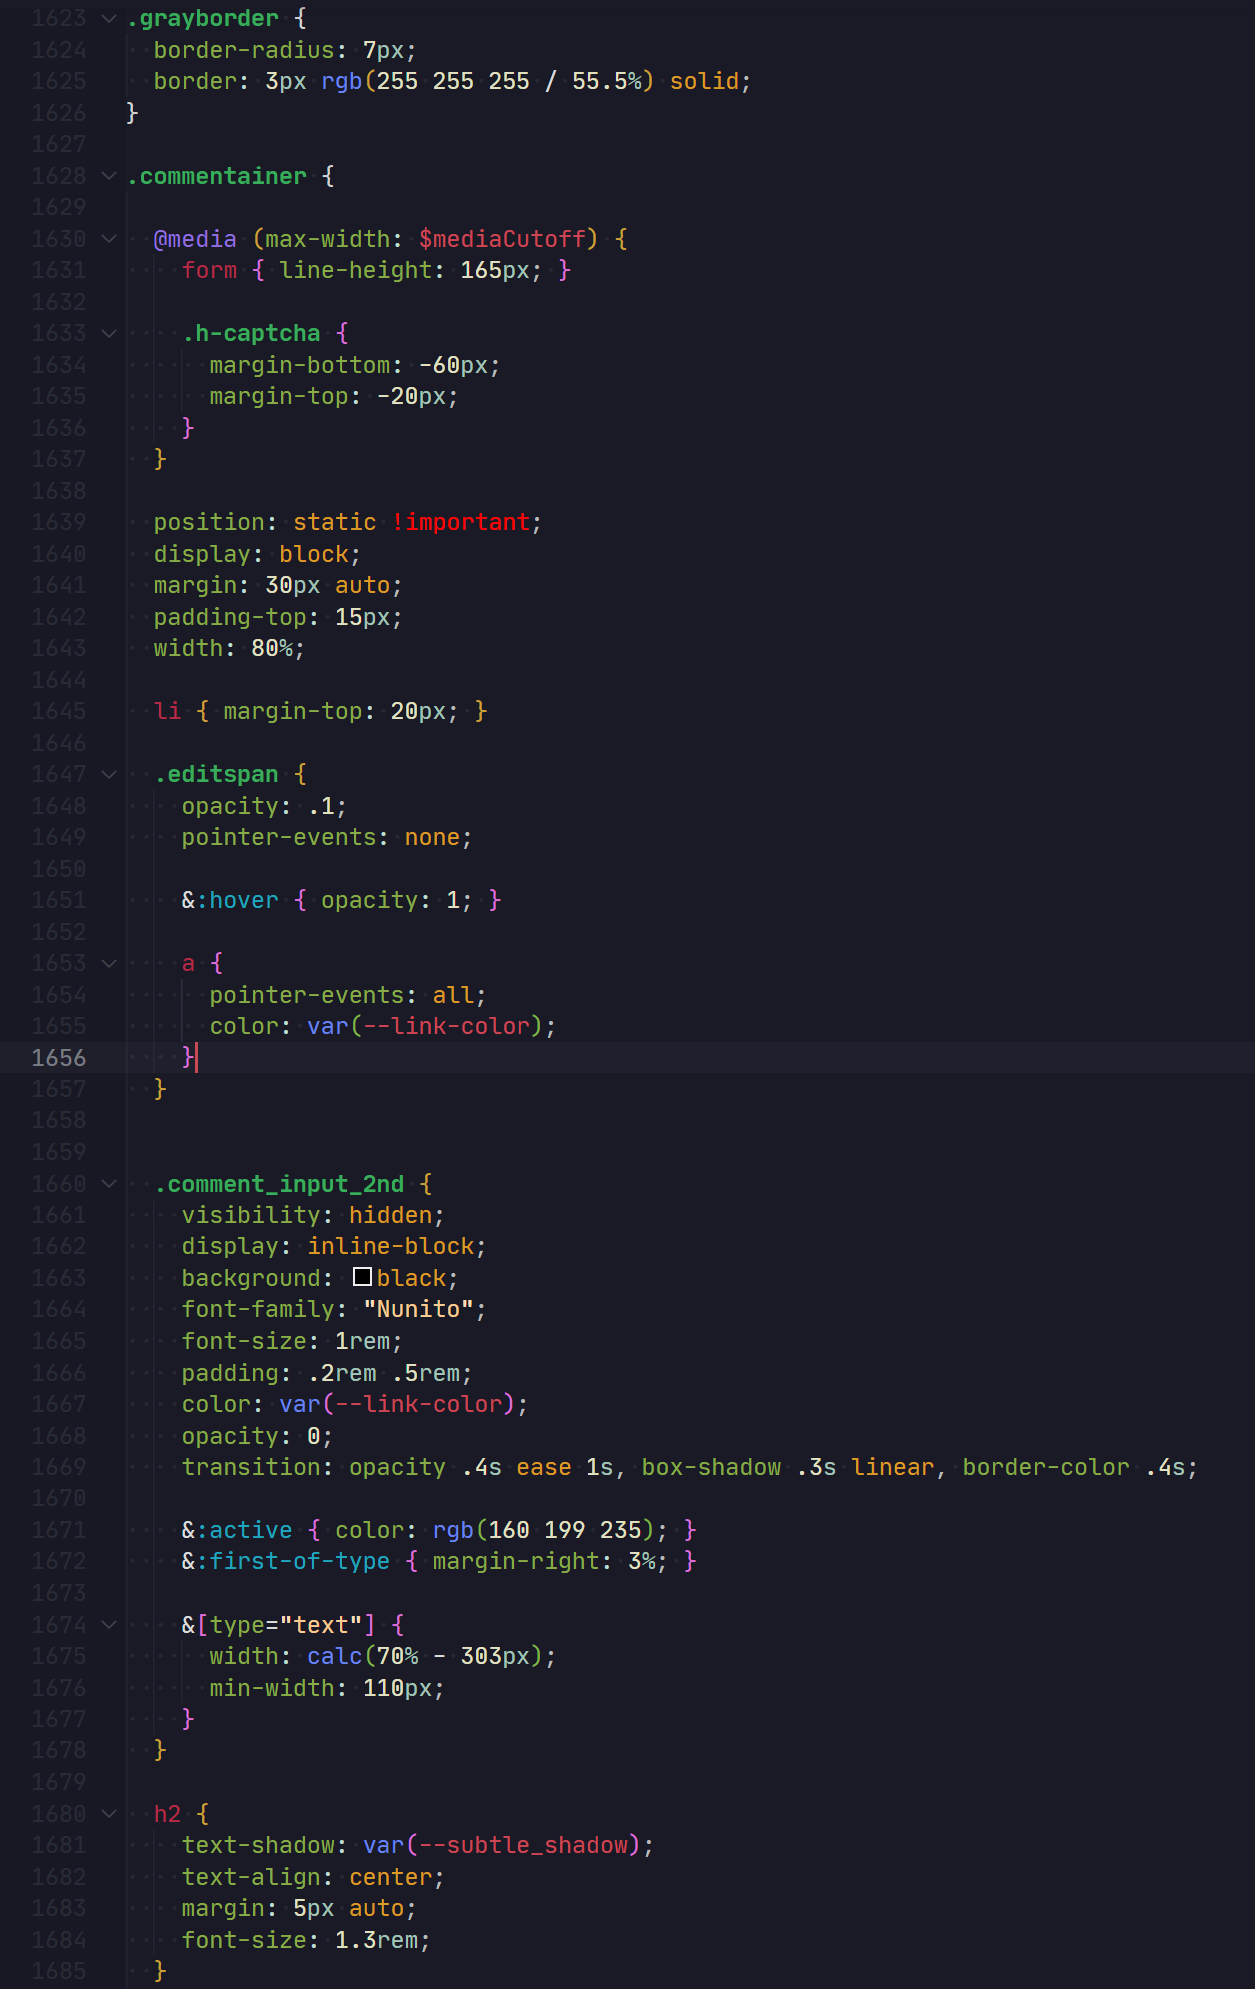 1623 .grayborder {
1624   border-radius: 7px;
1625   border: 3px rgb(255 255 255 / 55.5%) solid;
1626 }
1627
1628 .commentainer {
1629
1630   @media (max-width: $mediaCutoff) {
1631     form { line-height: 165px; }
1632
1633     .h-captcha {
1634       margin-bottom: -60px;
1635       margin-top: -20px;
1636     }
1637   }
1638
1639   position: static !important;
1640   display: block;
1641   margin: 30px auto;
1642   padding-top: 15px;
1643   width: 80%;
1644
1645   li { margin-top: 20px; }
1646
1647   .editspan {
1648     opacity: .1;
1649     pointer-events: none;
1650
1651     &:hover { opacity: 1; }
1652
1653     a {
1654       pointer-events: all;
1655       color: var(--link-color);
1656     }
1657   }
1658
1659
1660   .comment_input_2nd {
1661     visibility: hidden;
1662     display: inline-block;
1663     background: black;
1664     font-family: "Nunito";
1665     font-size: 1rem;
1666     padding: .2rem .5rem;
1667     color: var(--link-color);
1668     opacity: 0;
1669     transition: opacity .4s ease 1s, box-shadow .3s linear, border-color .4s;
1670
1671     &:active { color: rgb(160 199 235); }
1672     &:first-of-type { margin-right: 3%; }
1673
1674     &[type="text"] {
1675       width: calc(70% - 303px);
1676       min-width: 110px;
1677     }
1678   }
1679
1680   h2 {
1681     text-shadow: var(--subtle_shadow);
1682     text-align: center;
1683     margin: 5px auto;
1684     font-size: 1.3rem;
1685   }